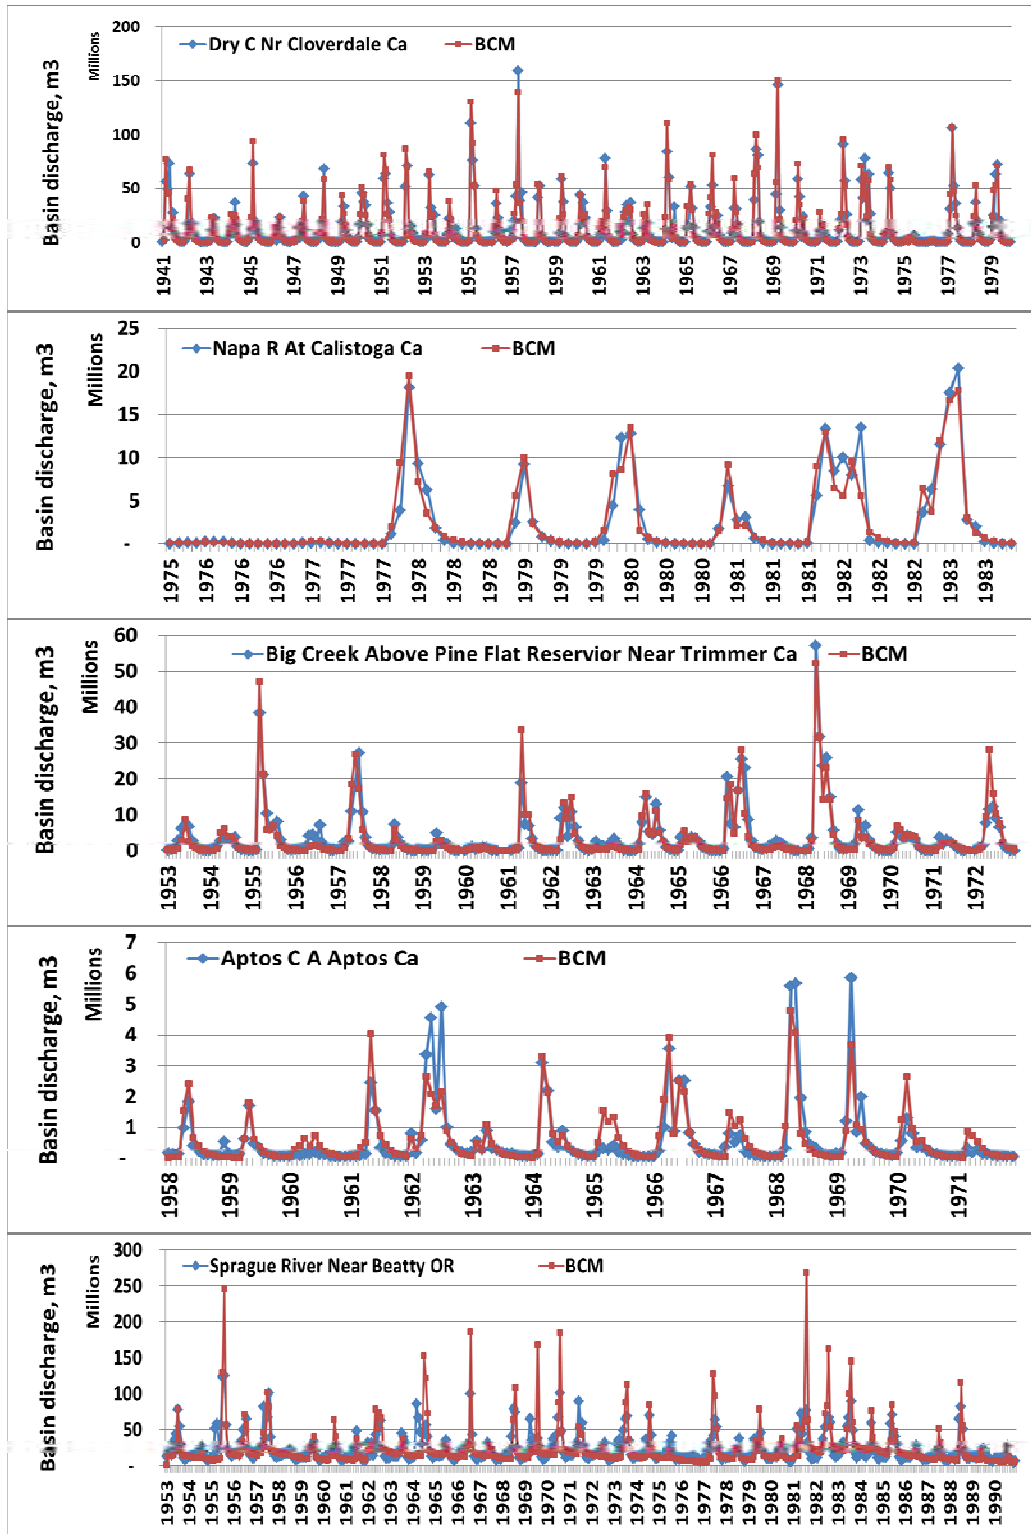 200
Dry C Nr Cloverdale Ca BCM
Millions
150
Basin discharge, m3
100
50
0
1941 1943 1945 1947 1949 1951 1953 1955 1957 1959 1961 1963 1965 1967 1969 1971 1973 1975 1977 1979
25
Napa R At Calistoga Ca BCM
Millions
20
Basin discharge, m3
15
10
5
-
1975 1976 1976 1977 1977 1978 1978 1978 1979 1979 1980 1980 1981 1981 1981 1982 1982 1982 1983 1983
60
Big Creek Above Pine Flat Reservior Near Trimmer Ca BCM
Millions
50
Basin discharge, m3
40
30
20
10
0
1953 1954 1955 1956 1957 1958 1959 1960 1961 1962 1963 1964 1965 1966 1967 1968 1969 1970 1971 1972
7
Aptos C A Aptos Ca BCM
Millions
6
Basin discharge, m3
5
4
3
2
1
-
1958 1959 1960 1961 1962 1963 1964 1965 1966 1967 1968 1969 1970 1971
300
Sprague River Near Beatty OR BCM
Millions
250
Basin discharge, m3
200
150
100
50
-
1953 1954 1955 1956 1957 1958 1959 1960 1961 1962 1963 1964 1965 1966 1967 1968 1969 1970 1971 1972 1973 1974 1975 1976 1977 1978 1979 1980 1981 1982 1983 1984 1985 1986 1987 1988 1989 1990